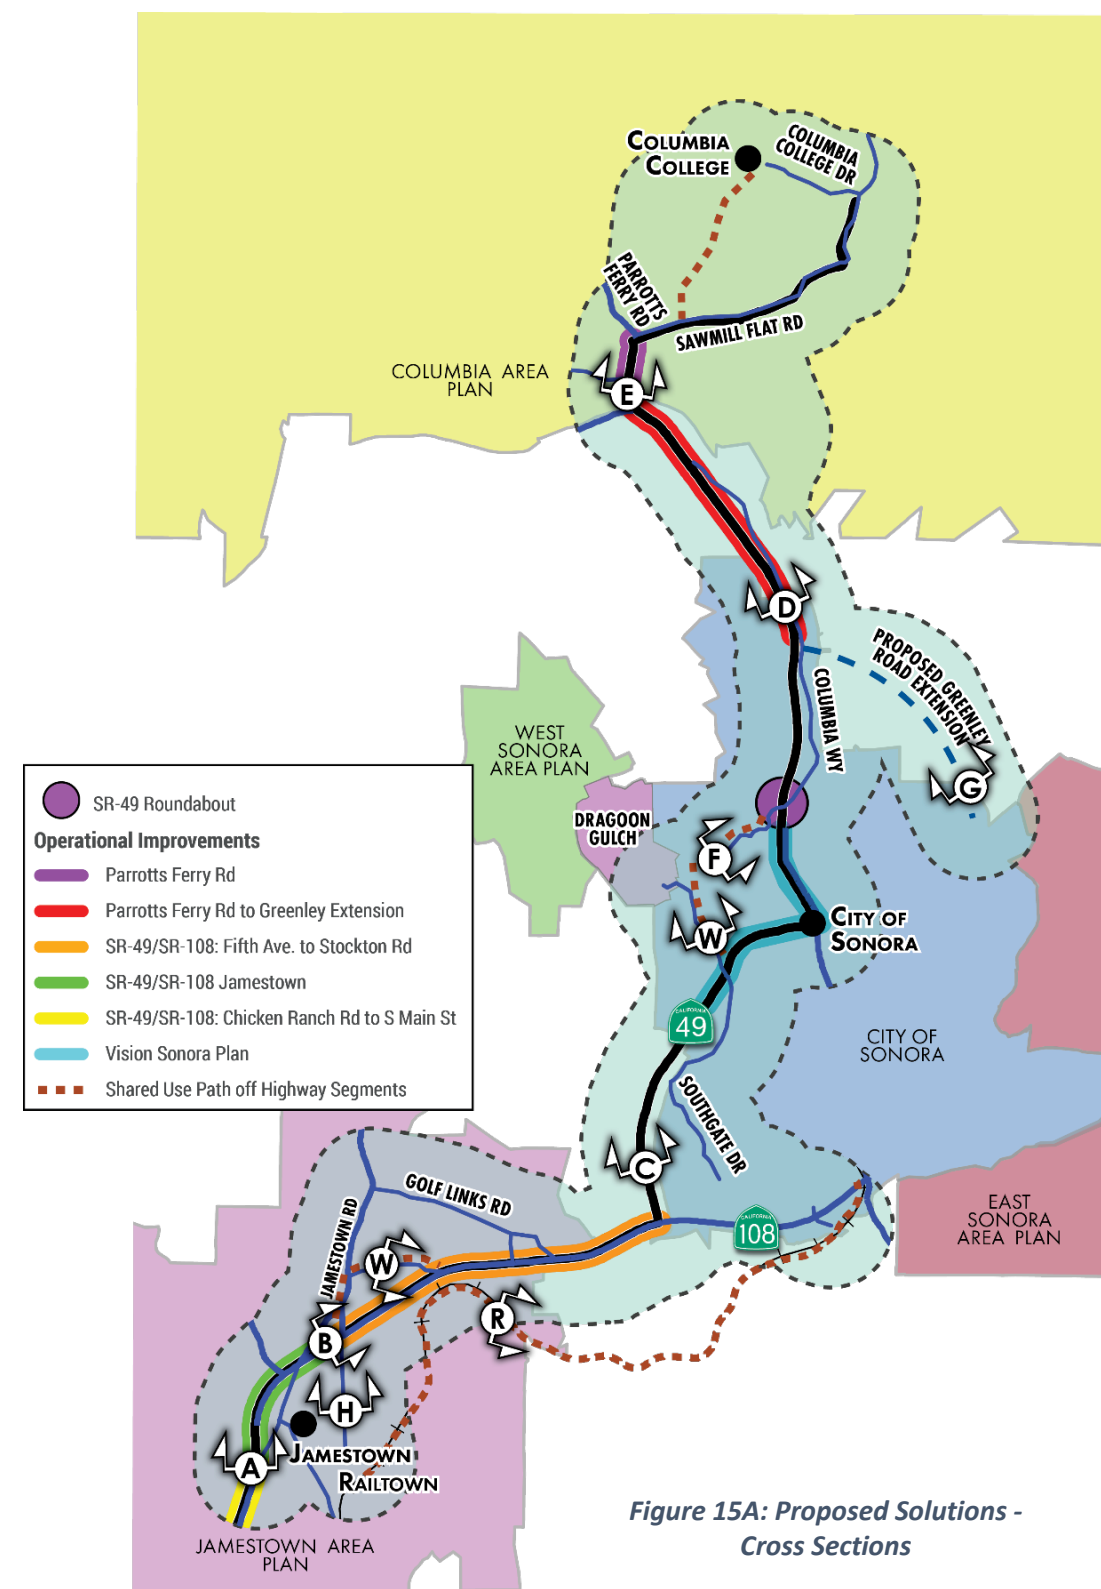 COLUMBIA
COLLEGE
COLUMBIA
COLLEGE DR
PARROTTS
FERRY RD
SAWMILL FLAT RD
COLUMBIA AREA
PLAN
E
D
PROPOSED GREENLEY
ROAD EXTENSION
COLUMBIA WY
G
WEST
SONORA
AREA PLAN
DRAGOON
GULCH
F
W
CITY OF
SONORA
CALIFORNIA
49
CITY OF
SONORA
SOUTHGATE DR
C
SR-49 Roundabout
Operational Improvements
Parrotts Ferry Rd
Parrotts Ferry Rd to Greenley Extension
SR-49/SR-108: Fifth Ave. to Stockton Rd
SR-49/SR-108 Jamestown
SR-49/SR-108: Chicken Ranch Rd to S Main St
Vision Sonora Plan
Shared Use Path off Highway Segments
GOLF LINKS RD
JAMESTOWN RD
CALIFORNIA
108
EAST
SONORA
AREA PLAN
W
R
B
H
A
JAMESTOWN
RAILTOWN
JAMESTOWN AREA
PLAN
Figure 15A: Proposed Solutions -
Cross Sections